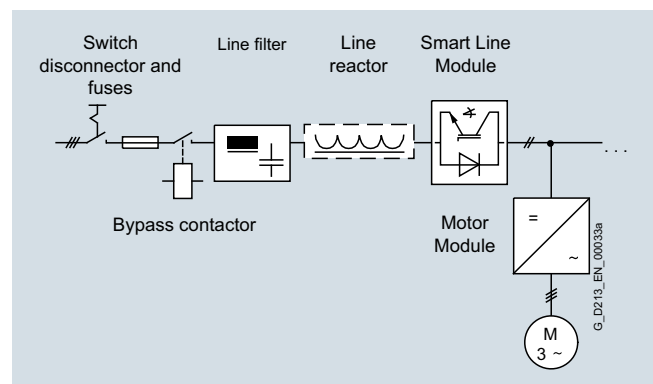 Switch
disconnector and
fuses
Line filter
Line
reactor
Smart Line
Module
. . .
Bypass contactor
Motor
Module
=
~
M
3 ~
G_D213_EN_00033a